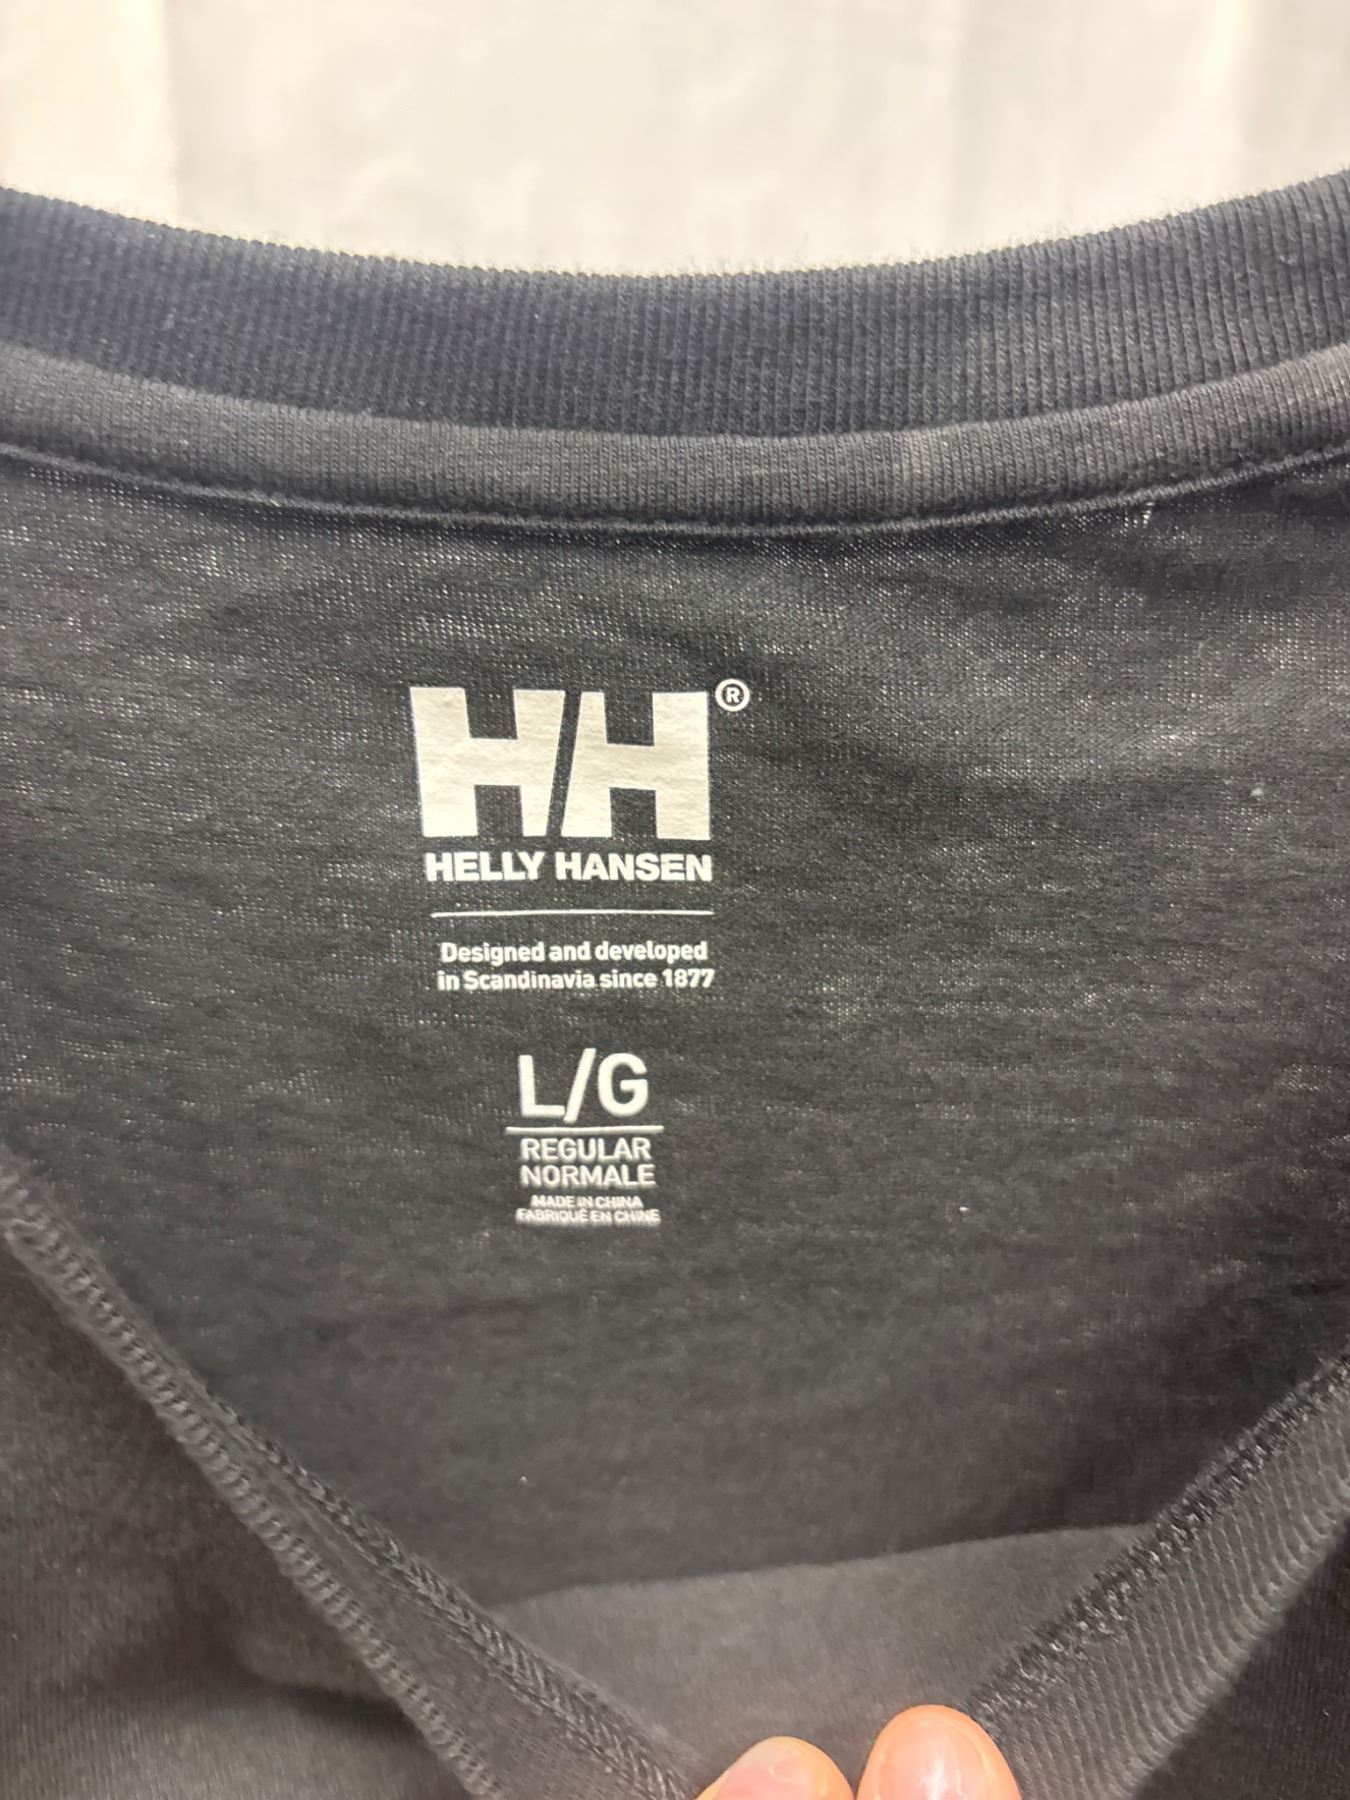 HH®
HELLY HANSEN
Designed and developed
in Scandinavia since 1877
L/G
REGULAR
NORMALE
MADE IN CHINA
FABRIQUÉ EN CHINE